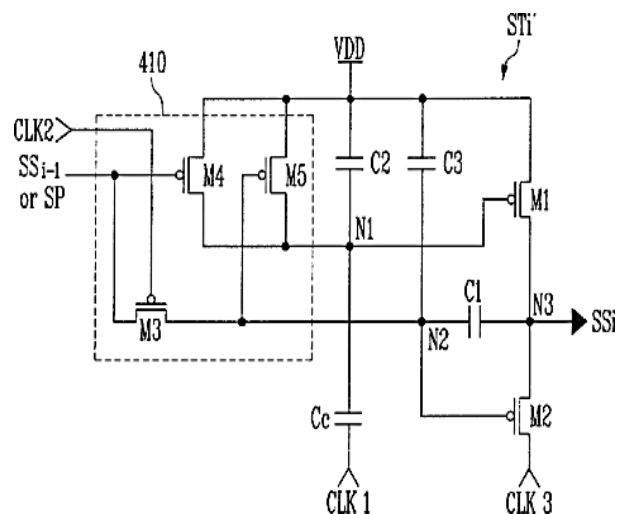 STi'
410
VDD
CLK2
SSi-1
or SP
M4
M5
C2
C3
M1
N1
C1
N3
SSi
M3
N2
M2
Cc
CLK 1
CLK 3